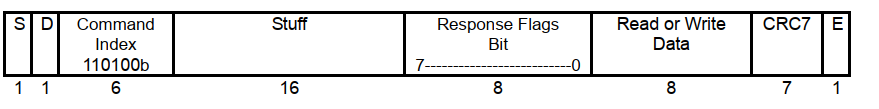 S D Command Index 110100b Stuff Response Flags Bit 7--------------------------0 Read or Write Data CRC7 E
1 1 6 16 8 8 7 1